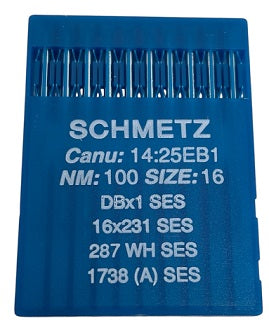 SCHMETZ
Canu: 14:25EB1
NM: 100 SIZE: 16
DBx1 SES
16x231 SES
287 WH SES
1738 (A) SES